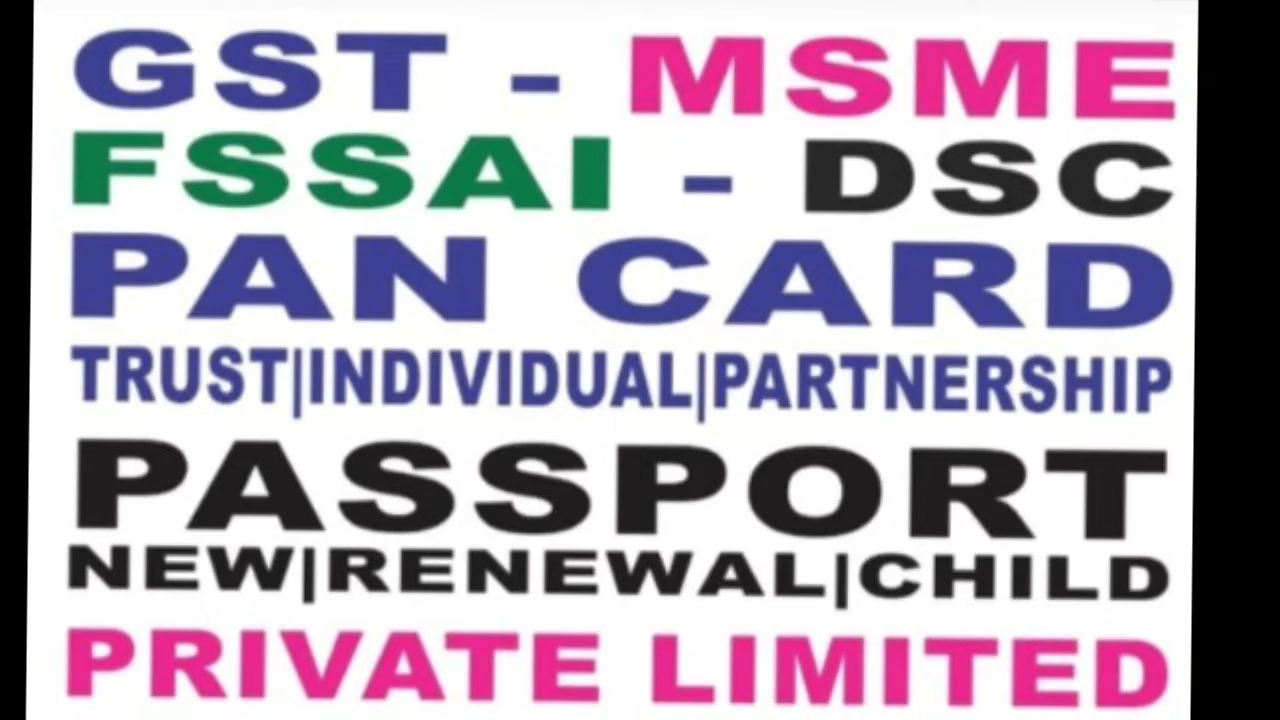 GST - MSME
FSSAI - DSC
PAN CARD
TRUST|INDIVIDUAL|PARTNERSHIP
PASSPORT
NEW|RENEWAL|CHILD
PRIVATE LIMITED